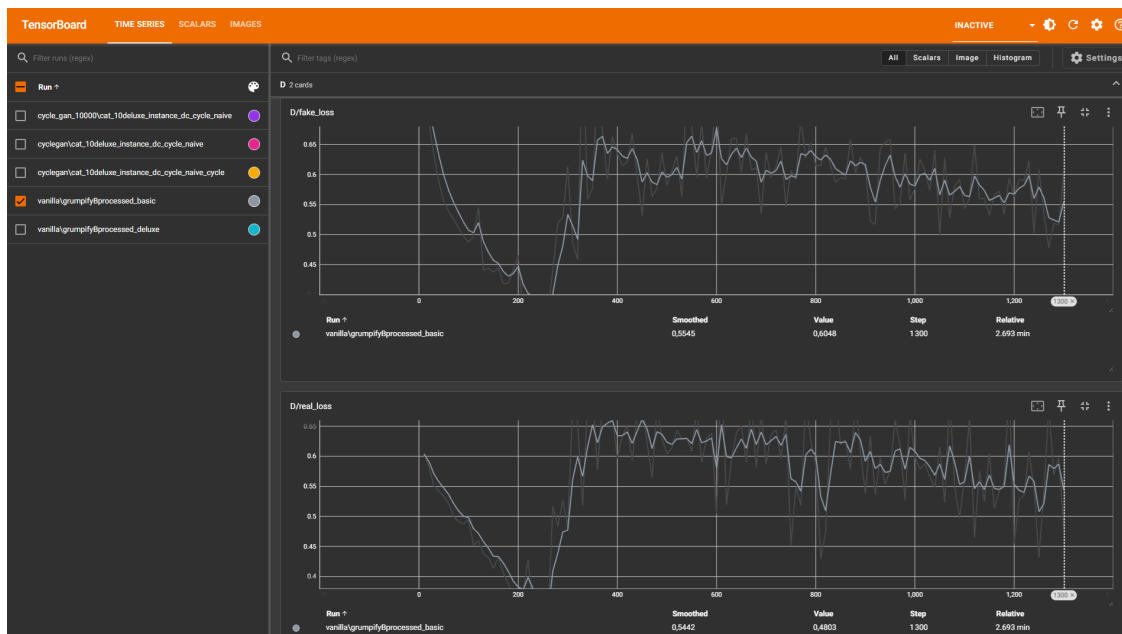 TensorBoard TIME SERIES SCALARS IMAGES INACTIVE
Filter runs (regex)
Run ↑
cycle_gan_10000\cat_10deluxe_instance_dc_cycle_naive
cyclegan\cat_10deluxe_instance_dc_cycle_naive
cyclegan\cat_10deluxe_instance_dc_cycle_naive_cycle
vanilla\grumpifyBprocessed_basic
vanilla\grumpifyBprocessed_deluxe
Filter tags (regex) All Scalars Image Histogram Settings
D 2 cards
D/fake_loss
0.65
0.6
0.55
0.5
0.45
0 200 400 600 800 1,000 1,200 1300 ×
Run ↑ Smoothed Value Step Relative
vanilla\grumpifyBprocessed_basic 0,5545 0,6048 1 300 2.693 min
D/real_loss
0.65
0.6
0.55
0.5
0.45
0.4
0 200 400 600 800 1,000 1,200 1300 ×
Run ↑ Smoothed Value Step Relative
vanilla\grumpifyBprocessed_basic 0,5442 0,4803 1 300 2.693 min